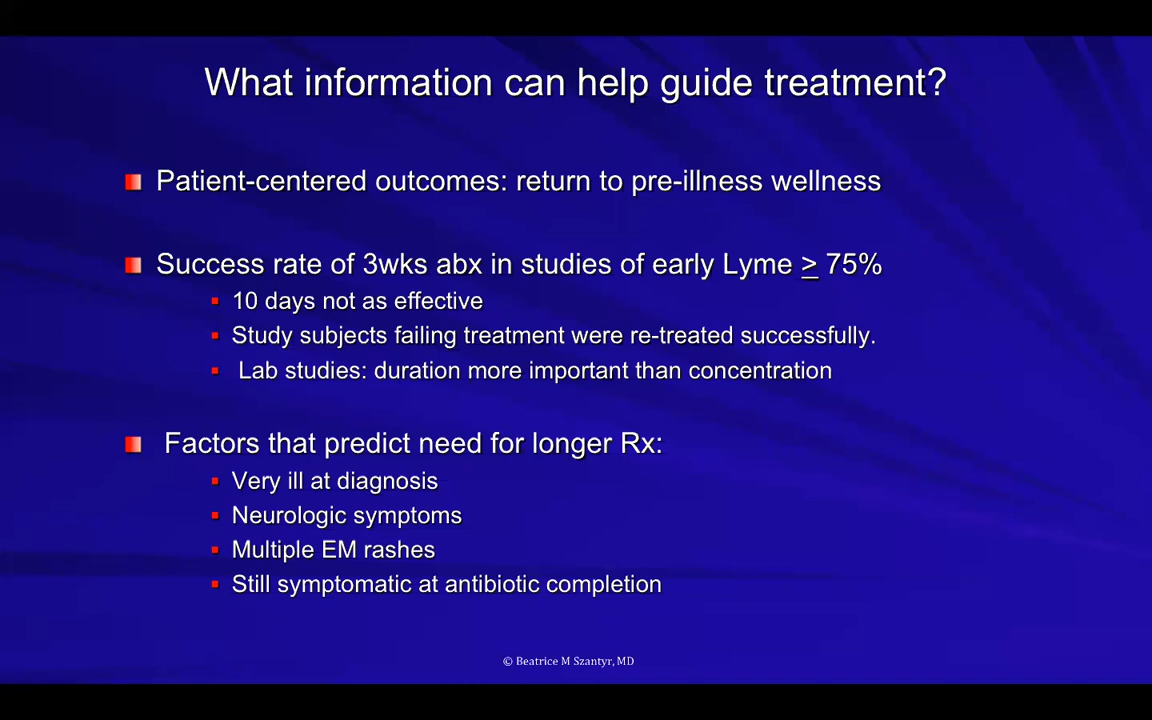 What information can help guide treatment?
Patient-centered outcomes: return to pre-illness wellness
Success rate of 3wks abx in studies of early Lyme ≥ 75%
10 days not as effective
Study subjects failing treatment were re-treated successfully.
Lab studies: duration more important than concentration
Factors that predict need for longer Rx:
Very ill at diagnosis
Neurologic symptoms
Multiple EM rashes
Still symptomatic at antibiotic completion
© Beatrice M Szantyr, MD